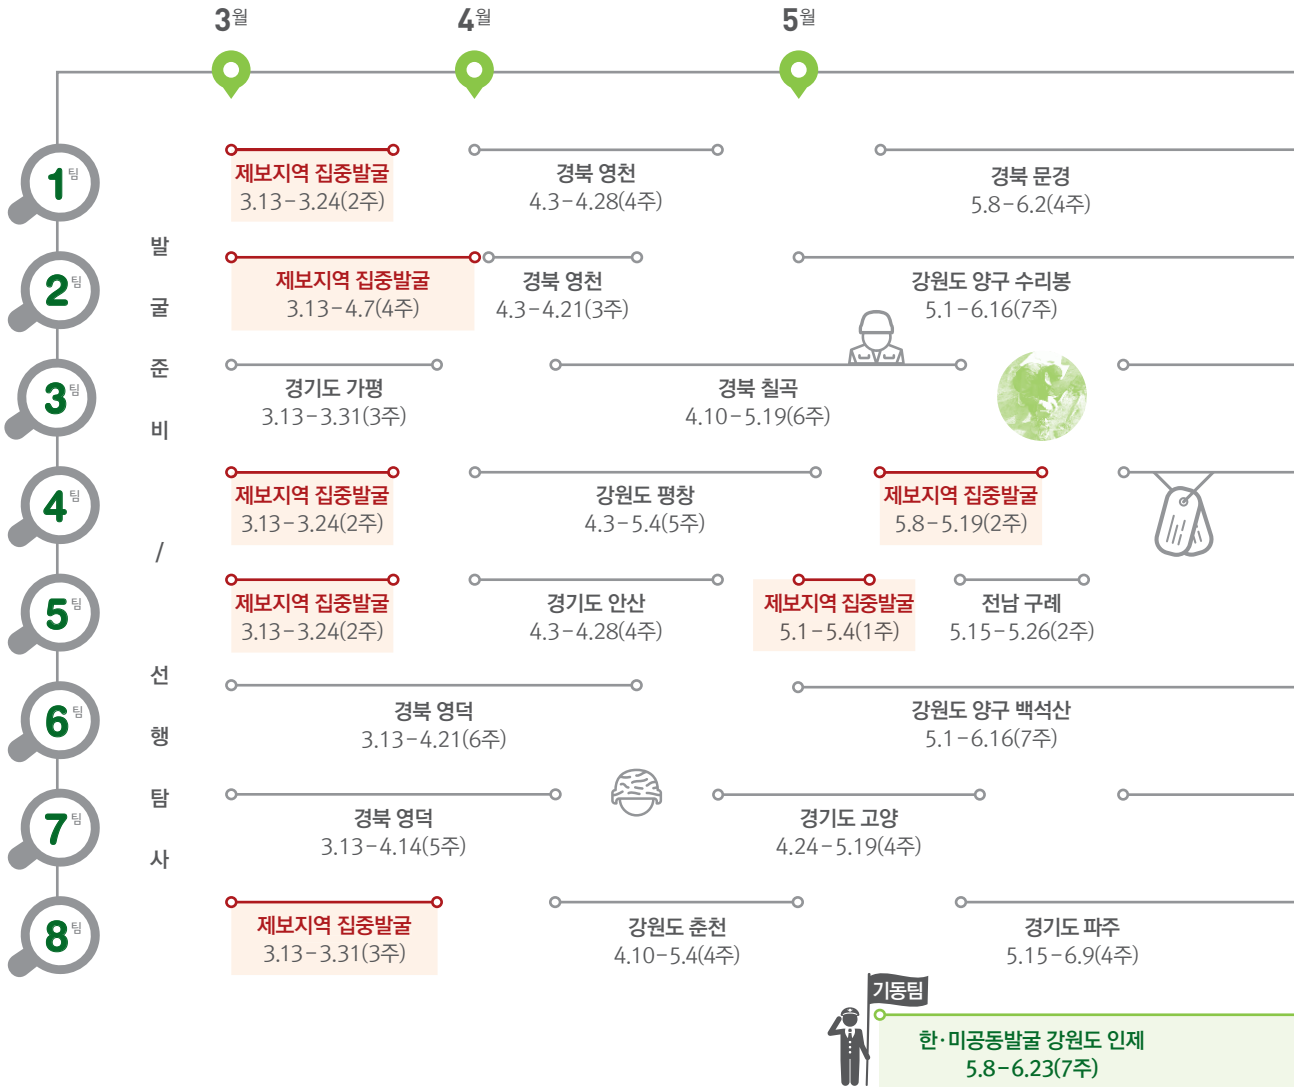 3월
4월
5월
1팀
제보지역 집중발굴
3.13-3.24(2주)
경북 영천
4.3-4.28(4주)
경북 문경
5.8-6.2(4주)
2팀
제보지역 집중발굴
3.13-4.7(4주)
경북 영천
4.3-4.21(3주)
강원도 양구 수리봉
5.1-6.16(7주)
3팀
경기도 가평
3.13-3.31(3주)
경북 칠곡
4.10-5.19(6주)
4팀
제보지역 집중발굴
3.13-3.24(2주)
강원도 평창
4.3-5.4(5주)
제보지역 집중발굴
5.8-5.19(2주)
5팀
제보지역 집중발굴
3.13-3.24(2주)
경기도 안산
4.3-4.28(4주)
제보지역 집중발굴
5.1-5.4(1주)
전남 구례
5.15-5.26(2주)
6팀
경북 영덕
3.13-4.21(6주)
강원도 양구 백석산
5.1-6.16(7주)
7팀
경북 영덕
3.13-4.14(5주)
경기도 고양
4.24-5.19(4주)
8팀
제보지역 집중발굴
3.13-3.31(3주)
강원도 춘천
4.10-5.4(4주)
경기도 파주
5.15-6.9(4주)
발굴준비 / 선행탐사
기동팀
한·미공동발굴 강원도 인제
5.8-6.23(7주)